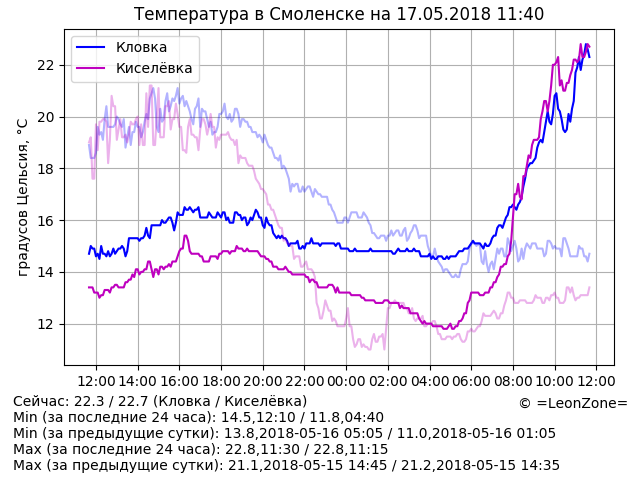 Температура в Смоленске на 17.05.2018 11:40
Кловка
Киселёвка
градусов Цельсия, °C
22
20
18
16
14
12
12:00 14:00 16:00 18:00 20:00 22:00 00:00 02:00 04:00 06:00 08:00 10:00 12:00
Сейчас: 22.3 / 22.7 (Кловка / Киселёвка)
© =LeonZone=
Min (за последние 24 часа): 14.5,12:10 / 11.8,04:40
Min (за предыдущие сутки): 13.8,2018-05-16 05:05 / 11.0,2018-05-16 01:05
Max (за последние 24 часа): 22.8,11:30 / 22.8,11:15
Max (за предыдущие сутки): 21.1,2018-05-15 14:45 / 21.2,2018-05-15 14:35